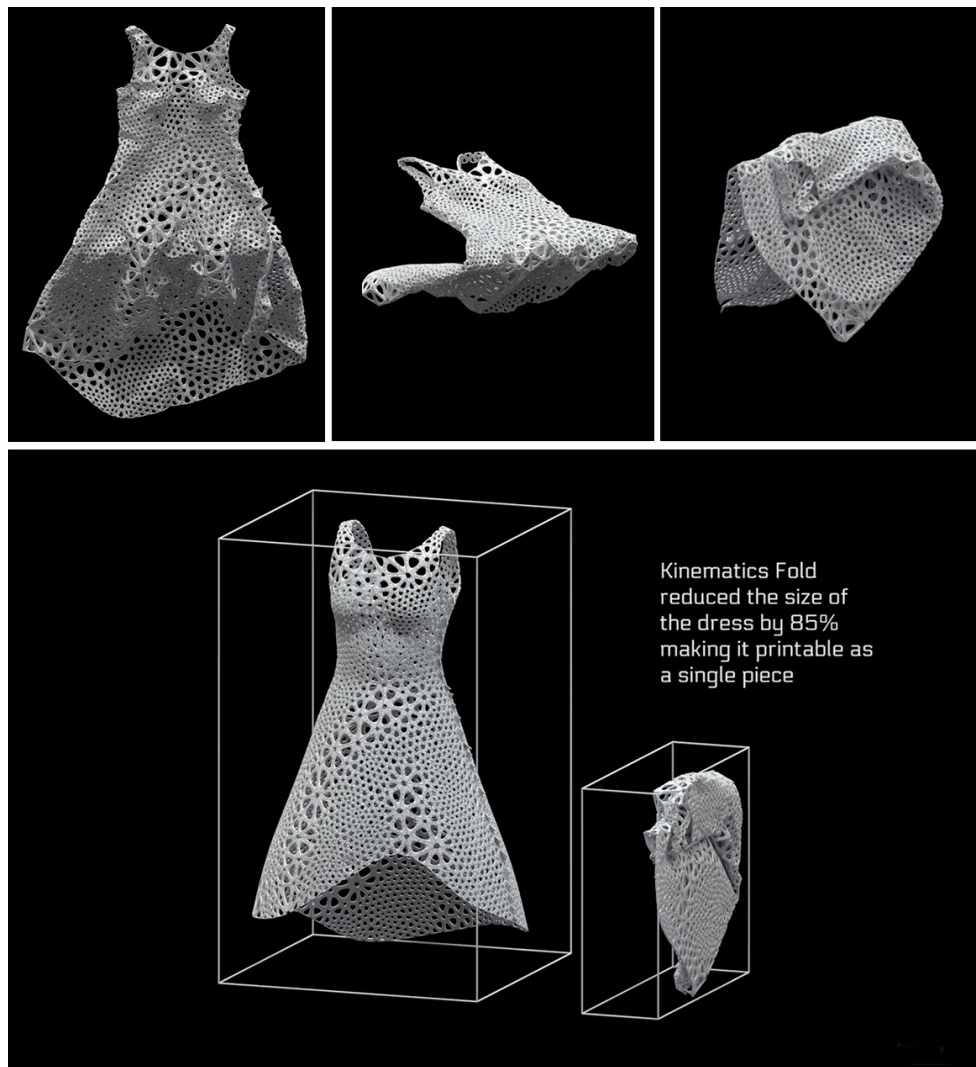 Kinematics Fold
reduced the size of
the dress by 85%
making it printable as
a single piece